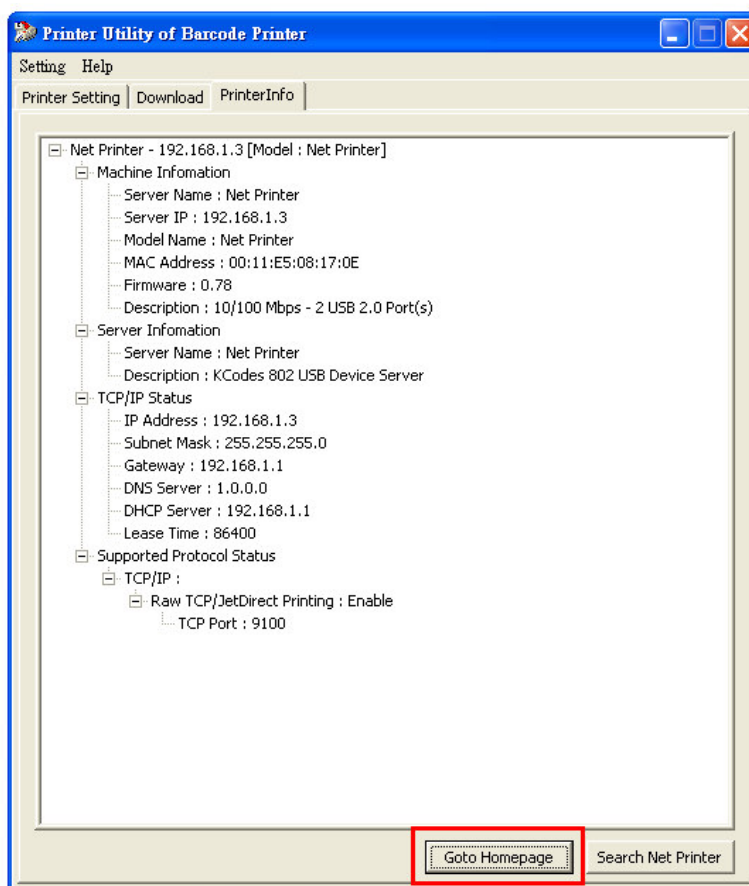 Printer Utility of Barcode Printer
Setting Help
Printer Setting Download PrinterInfo
Net Printer - 192.168.1.3 [Model : Net Printer]
Machine Infomation
Server Name : Net Printer
Server IP : 192.168.1.3
Model Name : Net Printer
MAC Address : 00:11:E5:08:17:0E
Firmware : 0.78
Description : 10/100 Mbps - 2 USB 2.0 Port(s)
Server Infomation
Server Name : Net Printer
Description : KCodes 802 USB Device Server
TCP/IP Status
IP Address : 192.168.1.3
Subnet Mask : 255.255.255.0
Gateway : 192.168.1.1
DNS Server : 1.0.0.0
DHCP Server : 192.168.1.1
Lease Time : 86400
Supported Protocol Status
TCP/IP :
Raw TCP/JetDirect Printing : Enable
TCP Port : 9100
Goto Homepage Search Net Printer